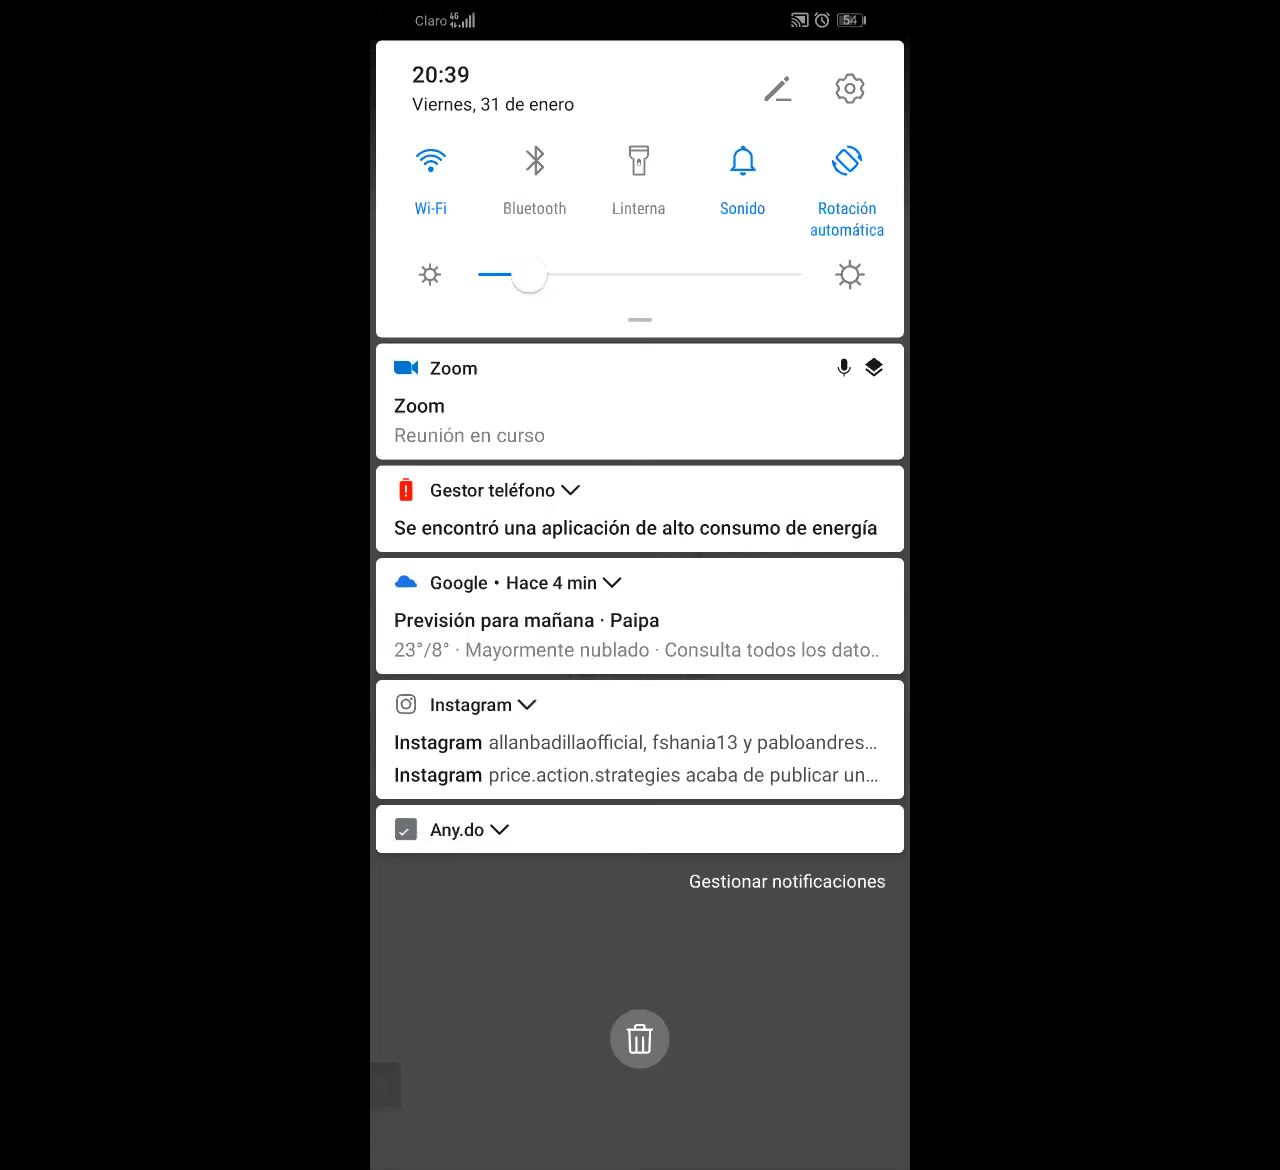 Claro 4G 54
20:39
Viernes, 31 de enero
Wi-Fi Bluetooth Linterna Sonido Rotación automática
Zoom
Zoom
Reunión en curso
Gestor teléfono
Se encontró una aplicación de alto consumo de energía
Google • Hace 4 min
Previsión para mañana · Paipa
23°/8° · Mayormente nublado · Consulta todos los dato..
Instagram
Instagram allanbadillaofficial, fshania13 y pabloandres...
Instagram price.action.strategies acaba de publicar un...
Any.do
Gestionar notificaciones